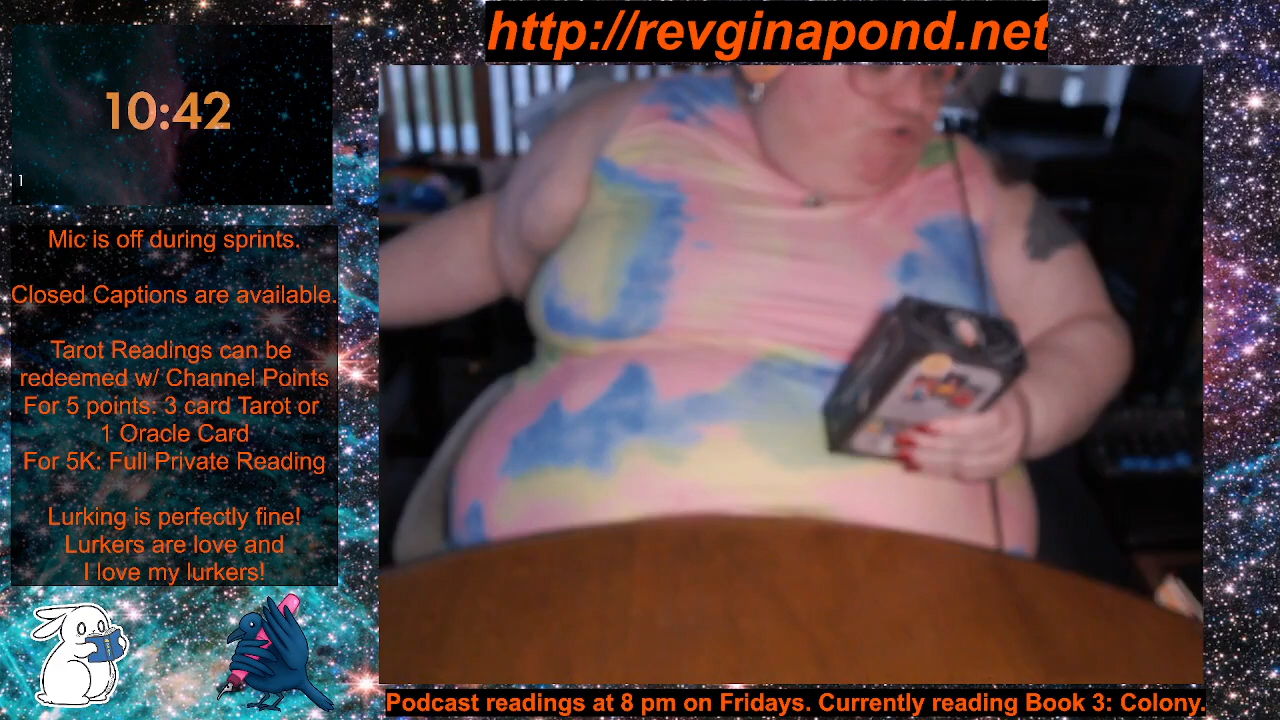 http://revginapond.net
10:42
1
Mic is off during sprints.
Closed Captions are available.
Tarot Readings can be
redeemed w/ Channel Points
For 5 points: 3 card Tarot or
1 Oracle Card
For 5K: Full Private Reading
Lurking is perfectly fine!
Lurkers are love and
I love my lurkers!
Podcast readings at 8 pm on Fridays. Currently reading Book 3: Colony.